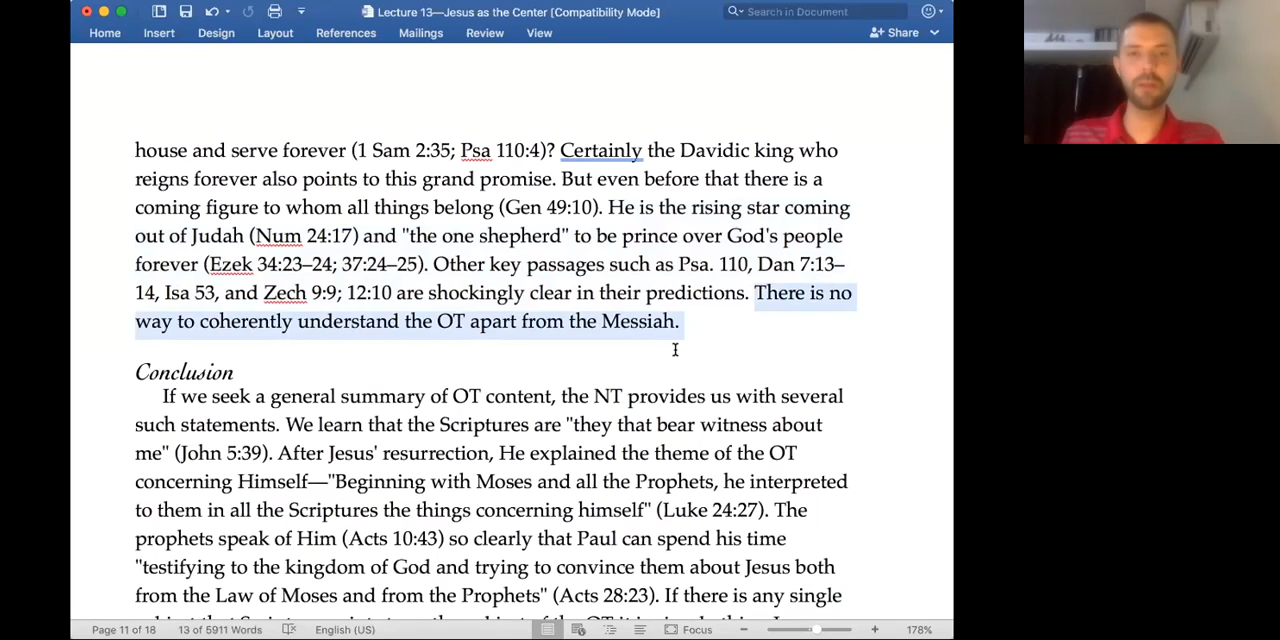 Lecture 13—Jesus as the Center [Compatibility Mode]
Search in Document
Home Insert Design Layout References Mailings Review View
Share
house and serve forever (1 Sam 2:35; Psa 110:4)? Certainly the Davidic king who
reigns forever also points to this grand promise. But even before that there is a
coming figure to whom all things belong (Gen 49:10). He is the rising star coming
out of Judah (Num 24:17) and "the one shepherd" to be prince over God's people
forever (Ezek 34:23–24; 37:24–25). Other key passages such as Psa. 110, Dan 7:13–
14, Isa 53, and Zech 9:9; 12:10 are shockingly clear in their predictions. There is no
way to coherently understand the OT apart from the Messiah.
Conclusion
If we seek a general summary of OT content, the NT provides us with several
such statements. We learn that the Scriptures are "they that bear witness about
me" (John 5:39). After Jesus' resurrection, He explained the theme of the OT
concerning Himself—"Beginning with Moses and all the Prophets, he interpreted
to them in all the Scriptures the things concerning himself" (Luke 24:27). The
prophets speak of Him (Acts 10:43) so clearly that Paul can spend his time
"testifying to the kingdom of God and trying to convince them about Jesus both
from the Law of Moses and from the Prophets" (Acts 28:23). If there is any single
Page 11 of 18 13 of 5911 Words English (US) Focus 178%